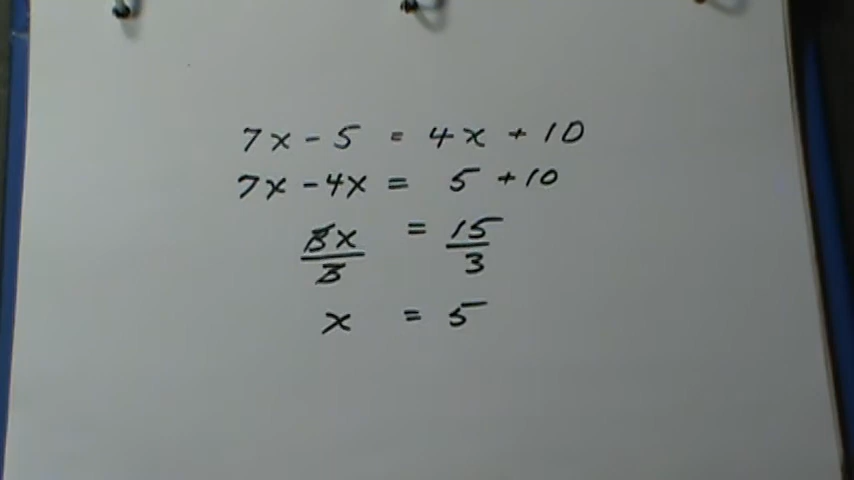 7x - 5 = 4x + 10
7x - 4x = 5 + 10
3x/3 = 15/3
x = 5